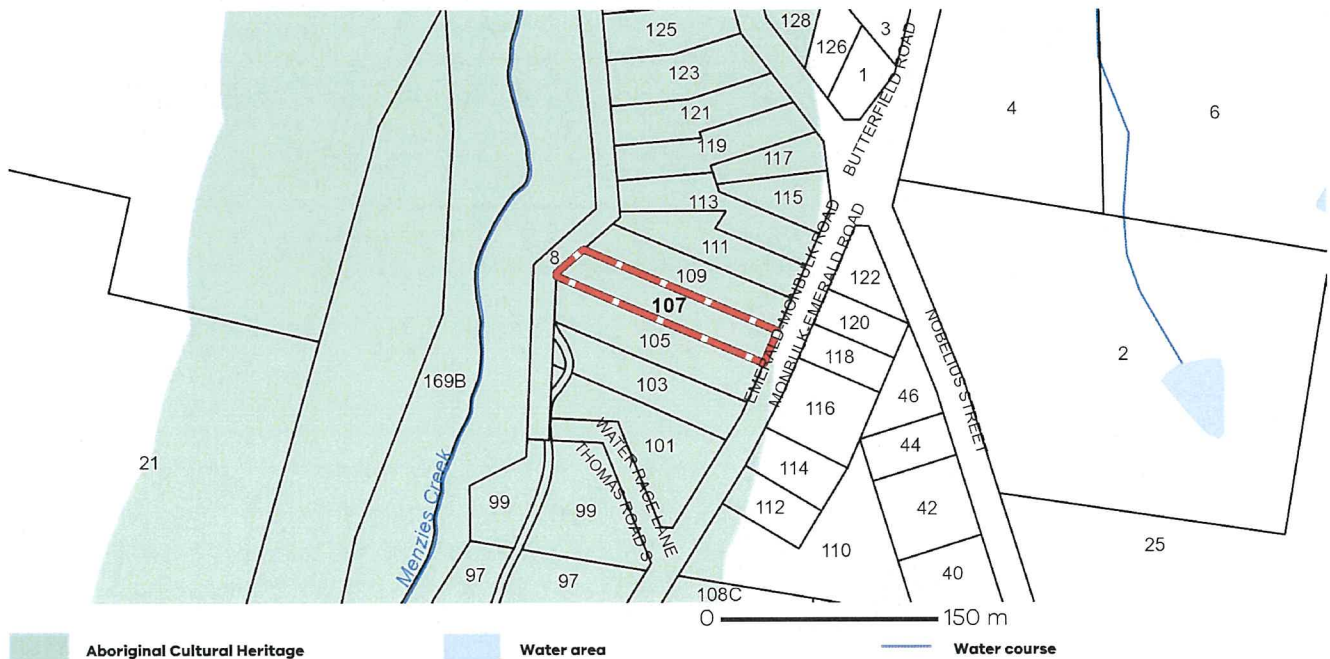 125
128
126
3
1
123
121
119
117
113
115
111
109
107
105
103
101
8
BUTTERFIELD ROAD
4
6
EMERALD-MONBULK ROAD
MONBULK-EMERALD ROAD
122
120
118
116
114
112
110
NOBELIUS STREET
46
44
42
40
2
25
21
169B
Menzies Creek
WATER RACE LANE
THOMAS ROAD S
99
99
97
97
108C
0 150 m
Aboriginal Cultural Heritage
Water area
Water course